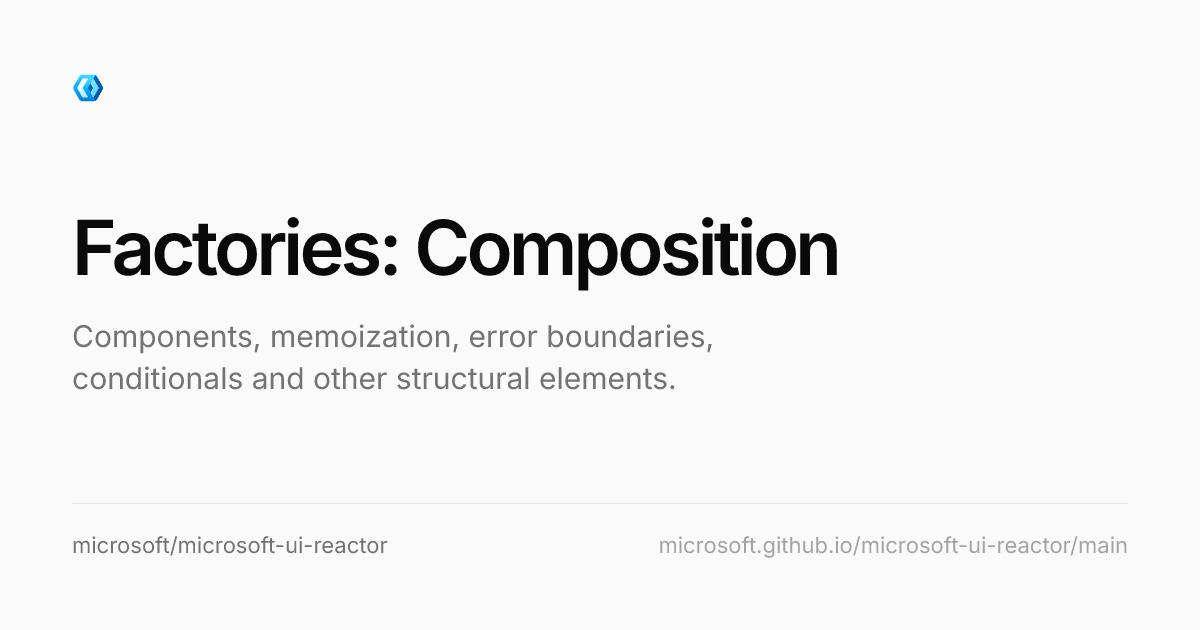 Factories: Composition
Components, memoization, error boundaries,
conditionals and other structural elements.
microsoft/microsoft-ui-reactor
microsoft.github.io/microsoft-ui-reactor/main